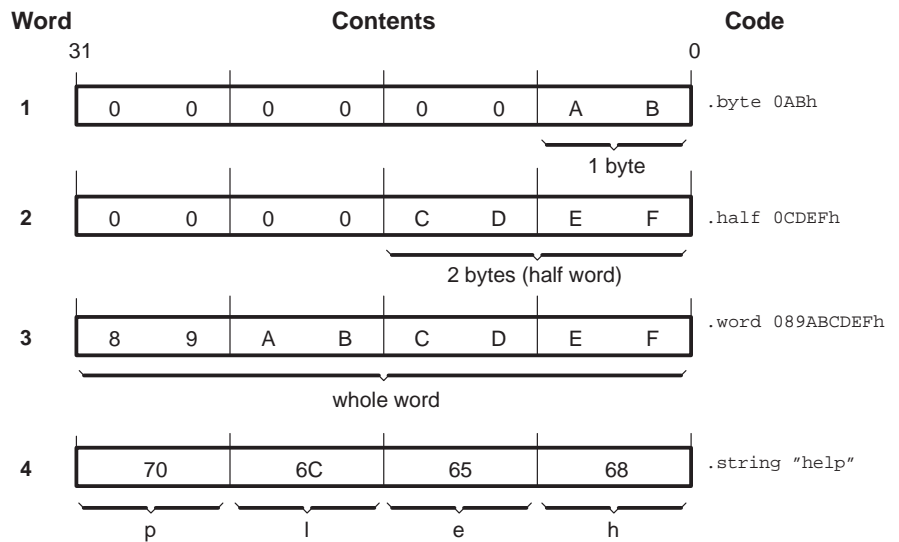 Word Contents Code
31 0
1 0 0 0 0 0 0 A B .byte 0ABh
1 byte
2 0 0 0 0 C D E F .half 0CDEFh
2 bytes (half word)
3 8 9 A B C D E F .word 089ABCDEFh
whole word
4 70 6C 65 68 .string ″help″
p l e h